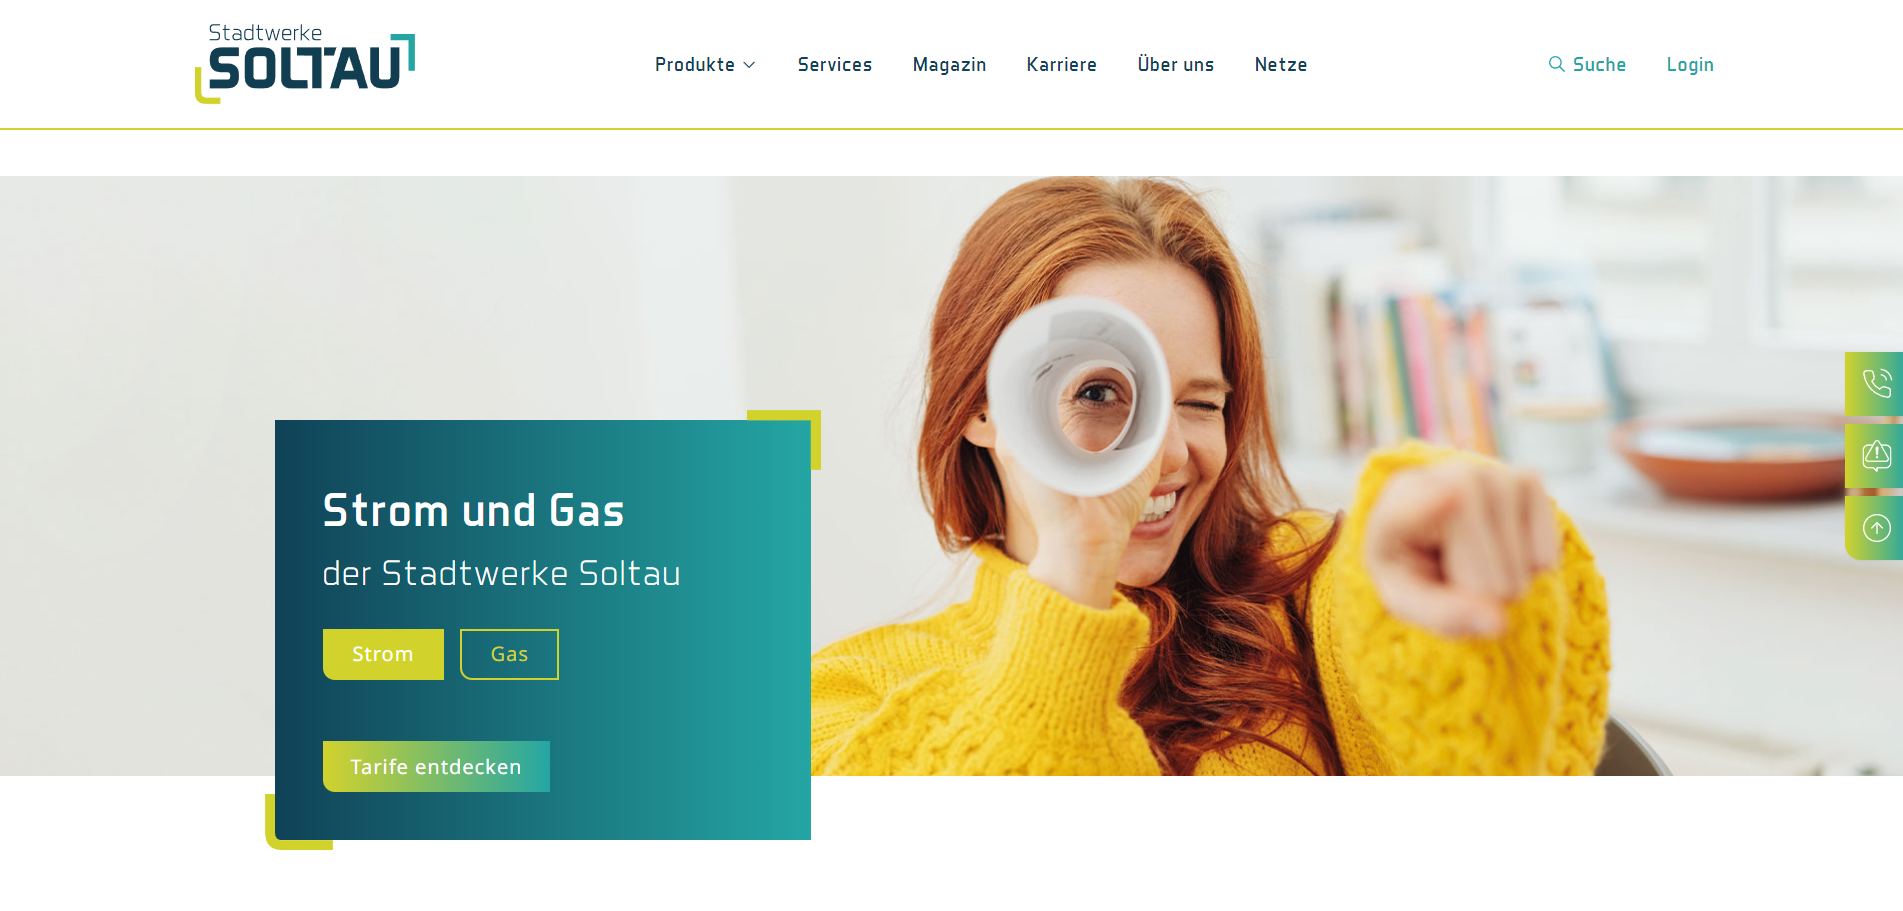 Stadtwerke
SOLTAU
Produkte
Services
Magazin
Karriere
Über uns
Netze
Suche
Login
Strom und Gas
der Stadtwerke Soltau
Strom
Gas
Tarife entdecken